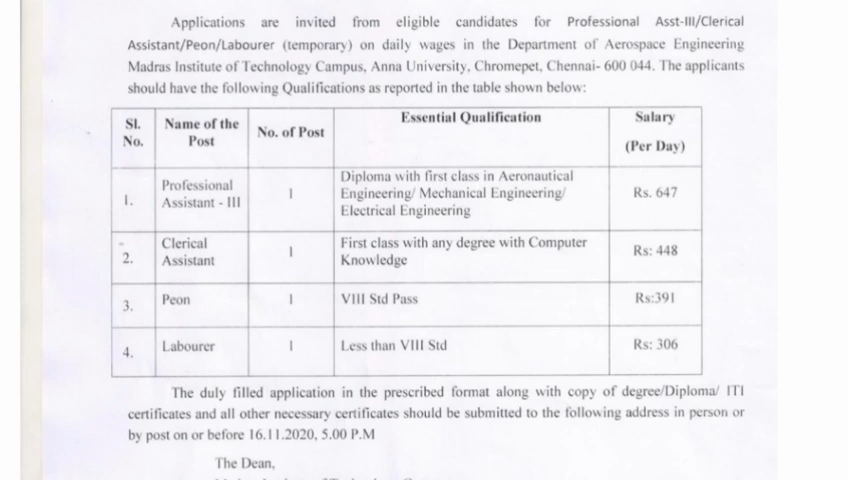 Applications are invited from eligible candidates for Professional Asst-III/Clerical
Assistant/Peon/Labourer (temporary) on daily wages in the Department of Aerospace Engineering
Madras Institute of Technology Campus, Anna University, Chromepet, Chennai- 600 044. The applicants
should have the following Qualifications as reported in the table shown below:
Sl. No. Name of the Post No. of Post Essential Qualification Salary (Per Day)
1. Professional Assistant - III 1 Diploma with first class in Aeronautical Engineering/ Mechanical Engineering/ Electrical Engineering Rs. 647
2. Clerical Assistant 1 First class with any degree with Computer Knowledge Rs: 448
3. Peon 1 VIII Std Pass Rs:391
4. Labourer 1 Less than VIII Std Rs: 306
The duly filled application in the prescribed format along with copy of degree/Diploma/ ITI
certificates and all other necessary certificates should be submitted to the following address in person or
by post on or before 16.11.2020, 5.00 P.M
The Dean,